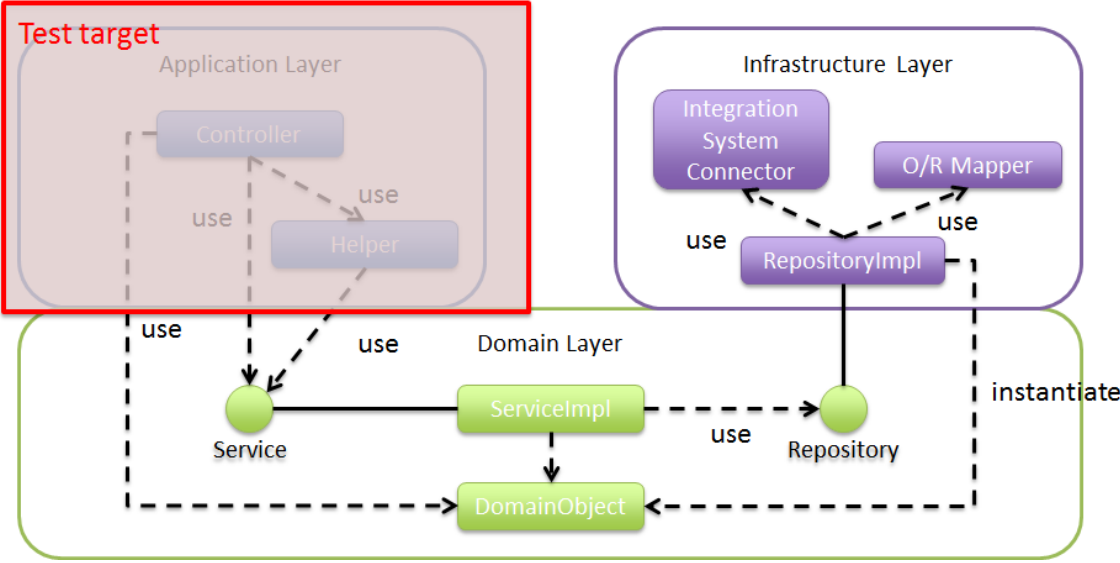 Test target
Application Layer
Controller
use
use
Helper
Infrastructure Layer
Integration
System
Connector
O/R Mapper
use
use
RepositoryImpl
use
use
Domain Layer
instantiate
ServiceImpl
use
Service
Repository
DomainObject